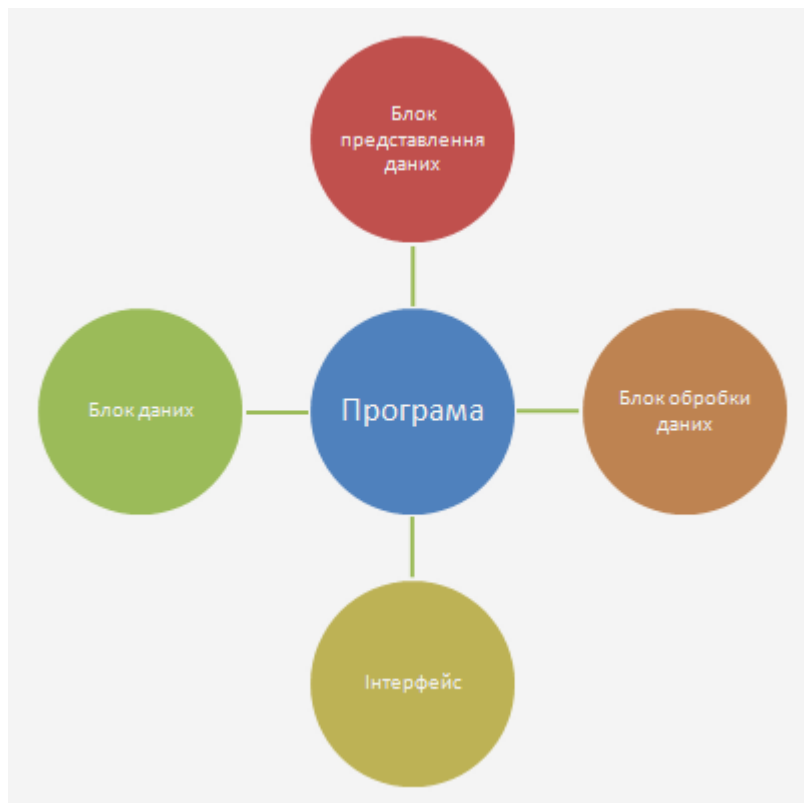 Блок
представлення
даних
Блок даних
Програма
Блок обробки
даних
Інтерфейс